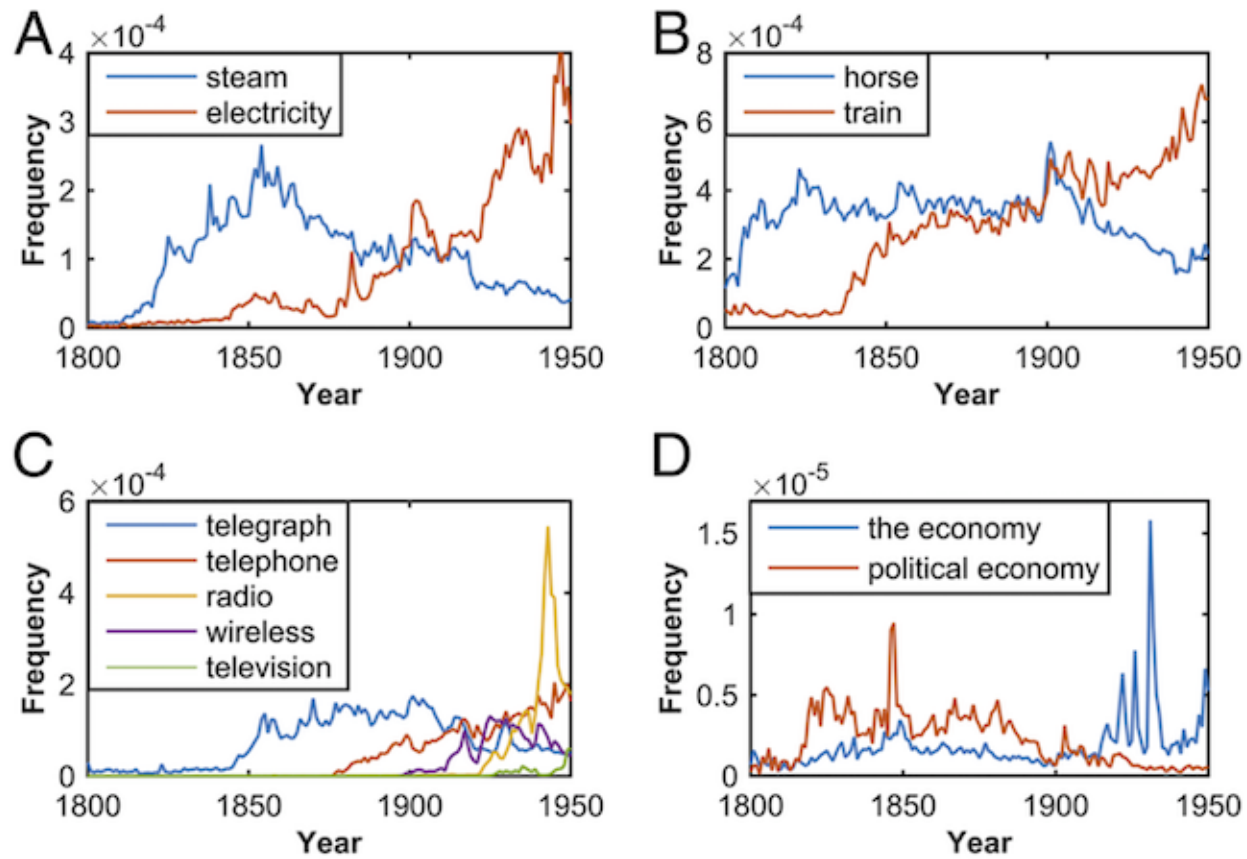 A
×10-4
4
3
2
1
0
Frequency
steam
electricity
1800
1850
1900
1950
Year
B
×10-4
8
6
4
2
0
Frequency
horse
train
1800
1850
1900
1950
Year
C
×10-4
6
4
2
0
Frequency
telegraph
telephone
radio
wireless
television
1800
1850
1900
1950
Year
D
×10-5
1.5
1
0.5
0
Frequency
the economy
political economy
1800
1850
1900
1950
Year